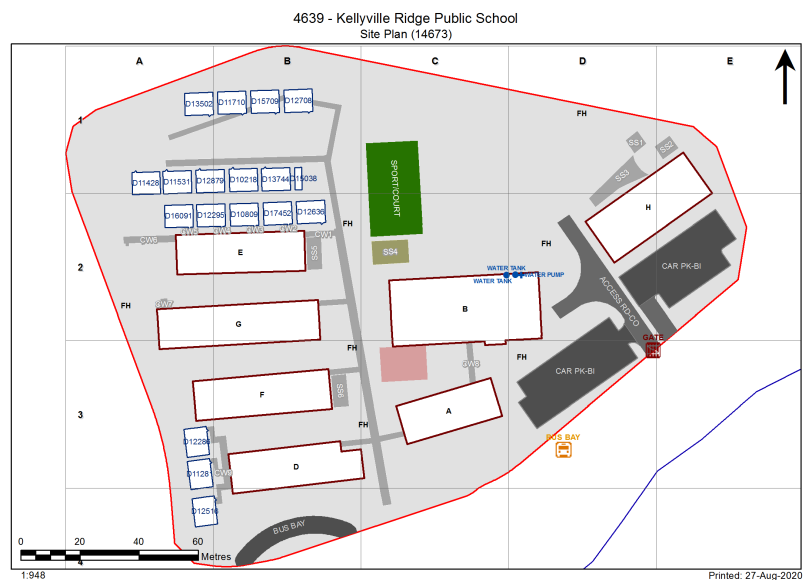 4639 - Kellyville Ridge Public School
Site Plan (14673)
A B C D E
1
D13502 D11710 D15709 D12708
FH
SS1
SS2
SS3
SPORT/COURT
D11428 D11531 D12879 D10218 D13744 D15038
D16091 D12295 D10809 D17452 D12636
H
FH
CW6 CW3 CW2 CW1
E
SS5
SS4
FH
2
CAR PK-BI
WATER TANK
WATER PUMP
WATER TANK
ACCESS RD-CO
FH
CW7
B
G
GATE
FH
FH
CW8
CAR PK-BI
F
SS6
3
A
FH
BUS BAY
D12286
D
D11281
D12510
BUS BAY
0 20 40 60
Metres
4
1:948
Printed: 27-Aug-2020